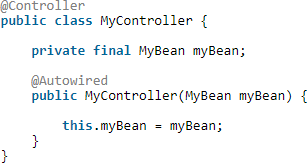 @Controller
public class MyController {
private final MyBean myBean;
@Autowired
public MyController(MyBean myBean) {
this.myBean = myBean;
}
}